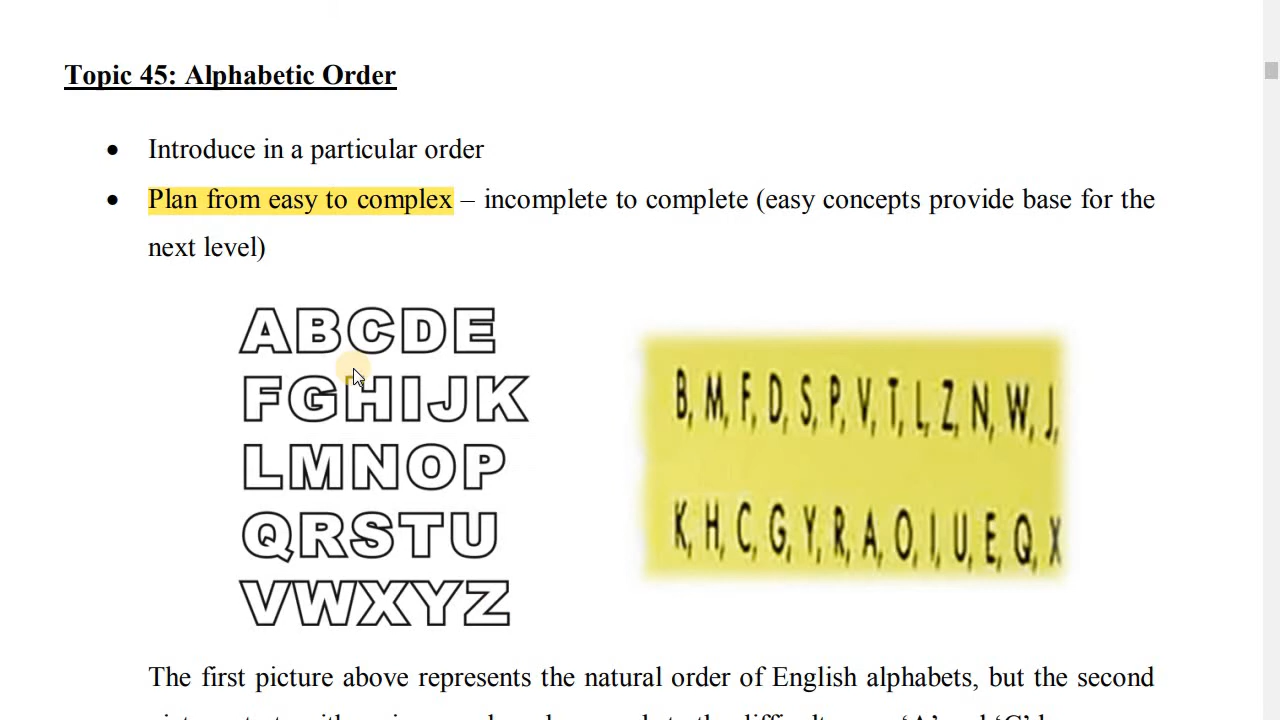 Topic 45: Alphabetic Order
• Introduce in a particular order
• Plan from easy to complex – incomplete to complete (easy concepts provide base for the
next level)
ABCDE
FGHIJK
LMNOP
QRSTU
VWXYZ
B, M, F, D, S, P, V, T, L, Z, N, W, J,
K, H, C, G, Y, R, A, O, I, U, E, Q, X
The first picture above represents the natural order of English alphabets, but the second